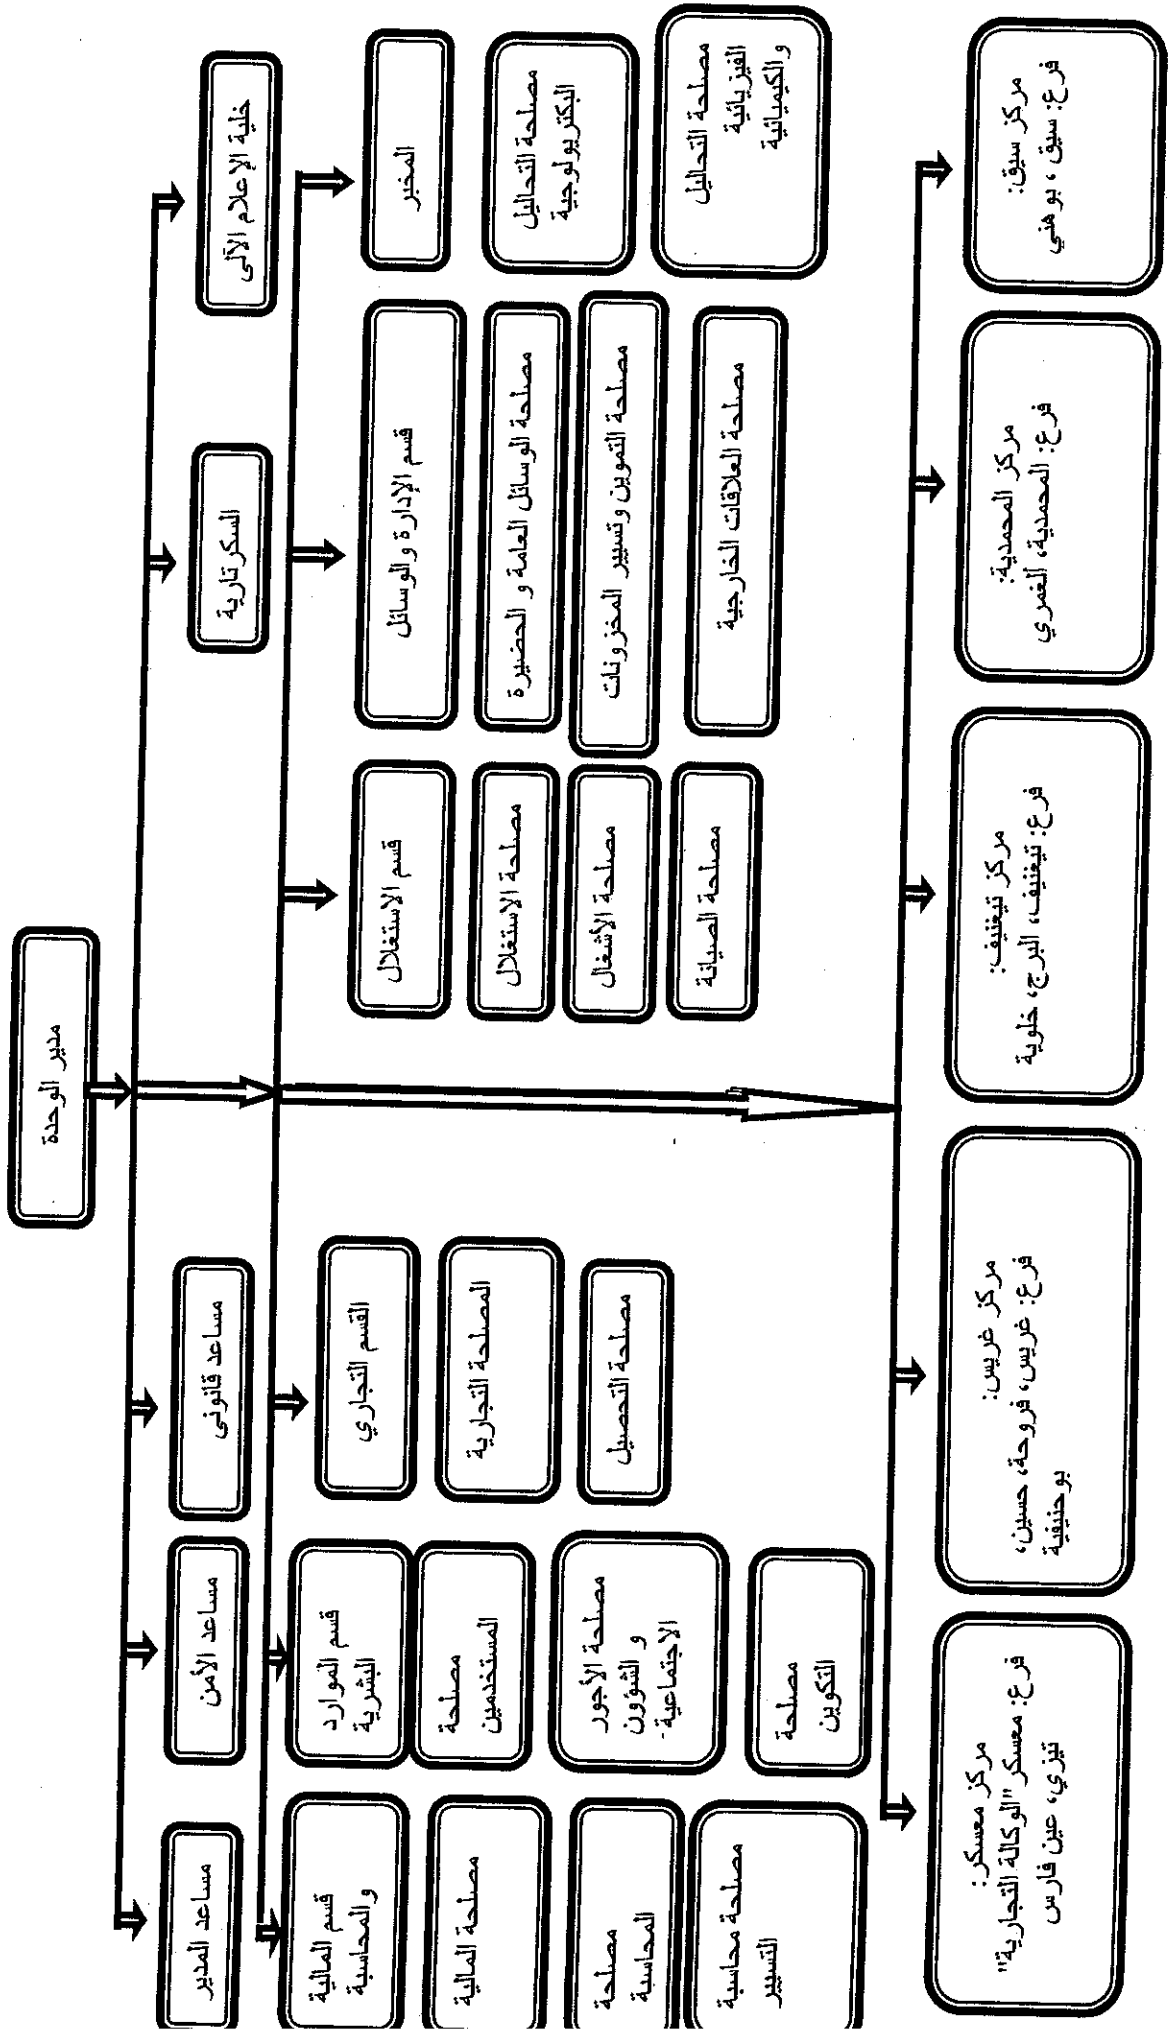 مدير الوحدة
خلية الإعلام الآلي
السكرتارية
مساعد قانوني
مساعد الأمن
مساعد المدير
المخبر
مصلحة التحاليل
البكتريولوجية
مصلحة التحاليل
الفيزيائية
والكيميائية
قسم الإدارة والوسائل
مصلحة الوسائل العامة و الحضيرة
مصلحة التموين وتسيير المخزونات
مصلحة العلاقات الخارجية
قسم الاستغلال
مصلحة الاستغلال
مصلحة الأشغال
مصلحة الصيانة
القسم التجاري
المصلحة التجارية
مصلحة التحصيل
قسم الموارد
البشرية
مصلحة
المستخدمين
مصلحة الأجور
و الشؤون
الاجتماعية -
مصلحة
التكوين
قسم المالية
والمحاسبة
مصلحة المالية
مصلحة
المحاسبة
مصلحة محاسبة
التسيير
مركز سيق:
فرع: سيق ، بوهني
مركز المحمدية:
فرع: المحمدية، الغمري
مركز تيغنيف:
فرع: تيغنيف، البرج، خلوية
مركز غريس:
فرع: غريس، فروحة، حسين،
بوحنيفية
مركز معسكر:
فرع: معسكر"الوكالة التجارية"
تيزي، عين فارس